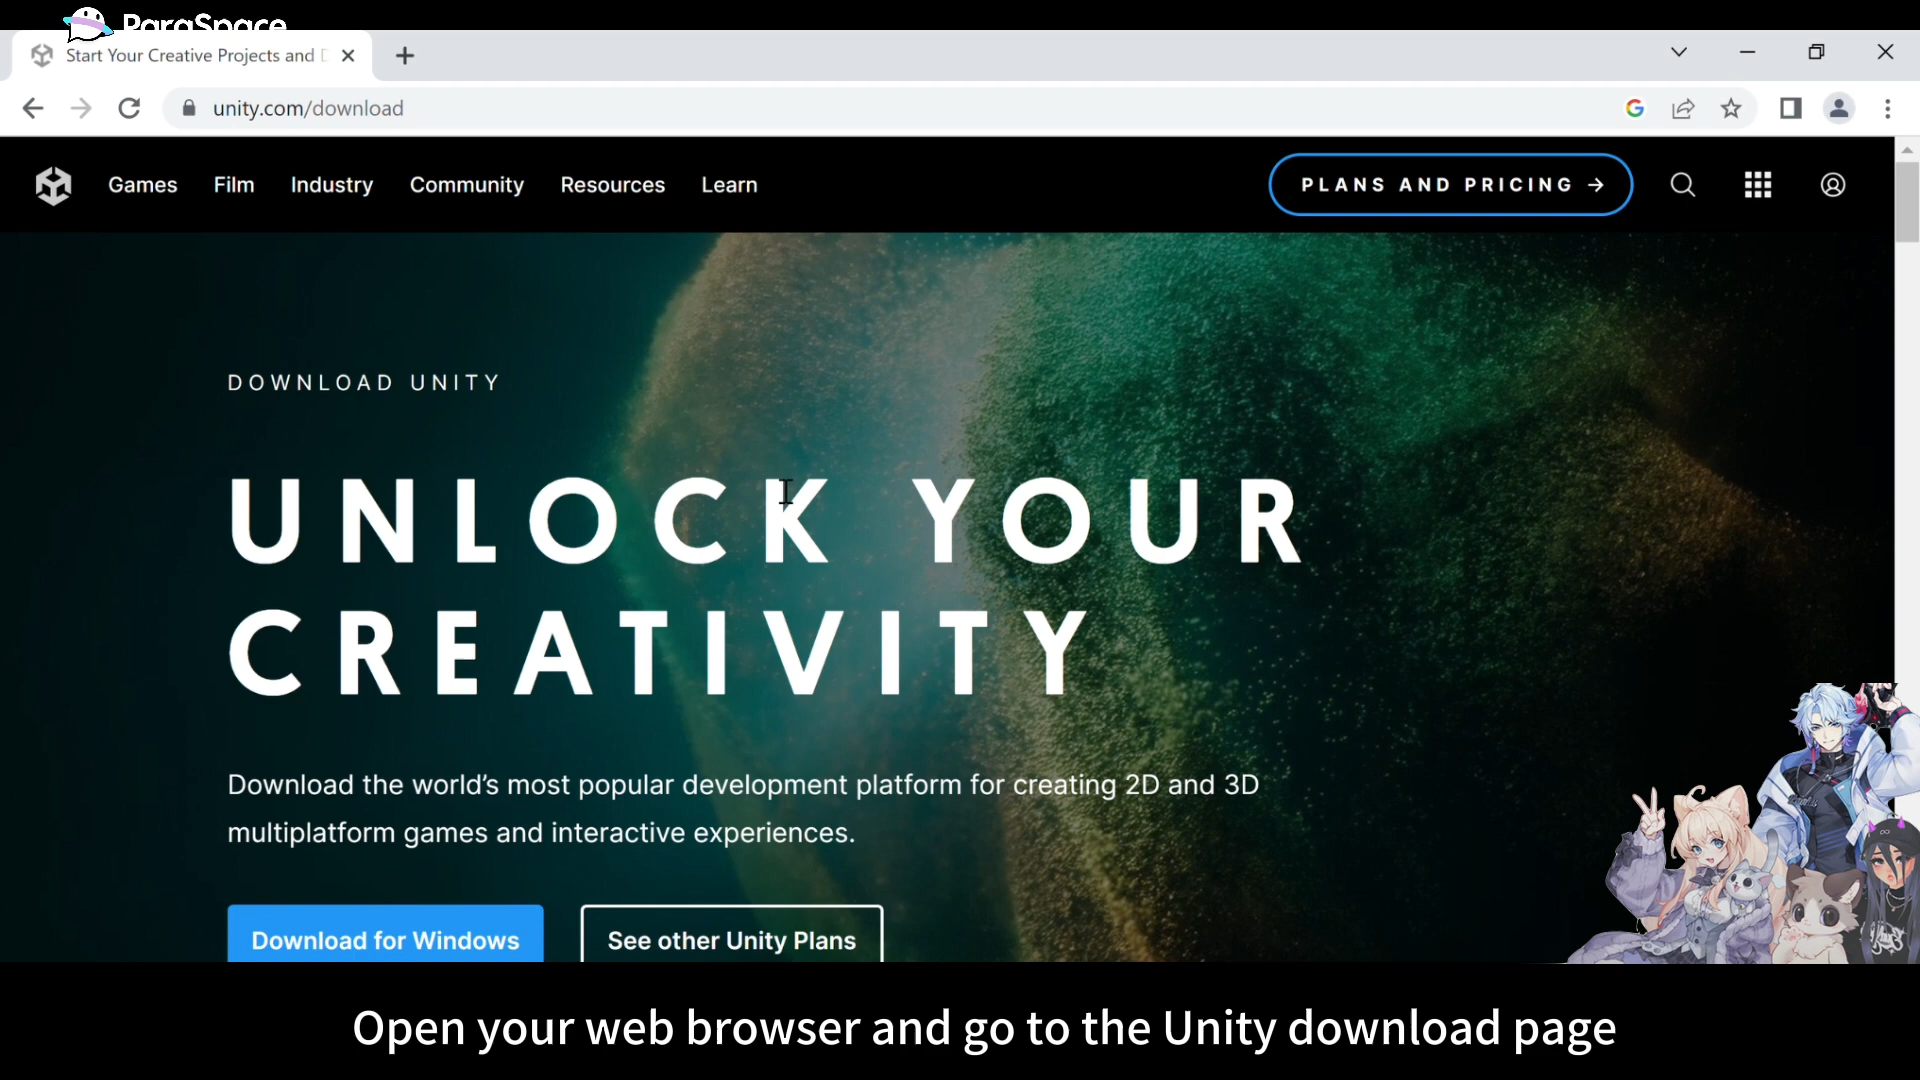 ParaSpace
Start Your Creative Projects and D
unity.com/download
Games Film Industry Community Resources Learn
PLANS AND PRICING →
DOWNLOAD UNITY
UNLOCK YOUR
CREATIVITY
Download the world's most popular development platform for creating 2D and 3D
multiplatform games and interactive experiences.
Download for Windows See other Unity Plans
Open your web browser and go to the Unity download page